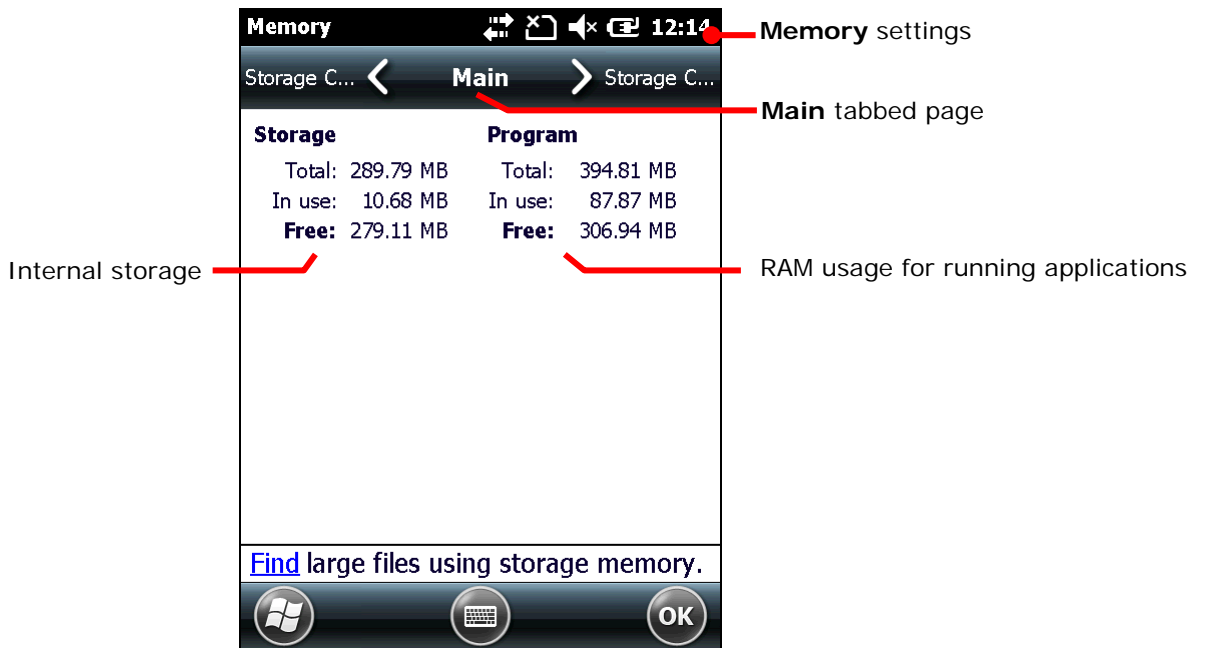 Memory 12:14
Memory settings
Storage C... Main Storage C...
Main tabbed page
Storage Program
Total: 289.79 MB Total: 394.81 MB
In use: 10.68 MB In use: 87.87 MB
Free: 279.11 MB Free: 306.94 MB
Internal storage
RAM usage for running applications
Find large files using storage memory.
OK